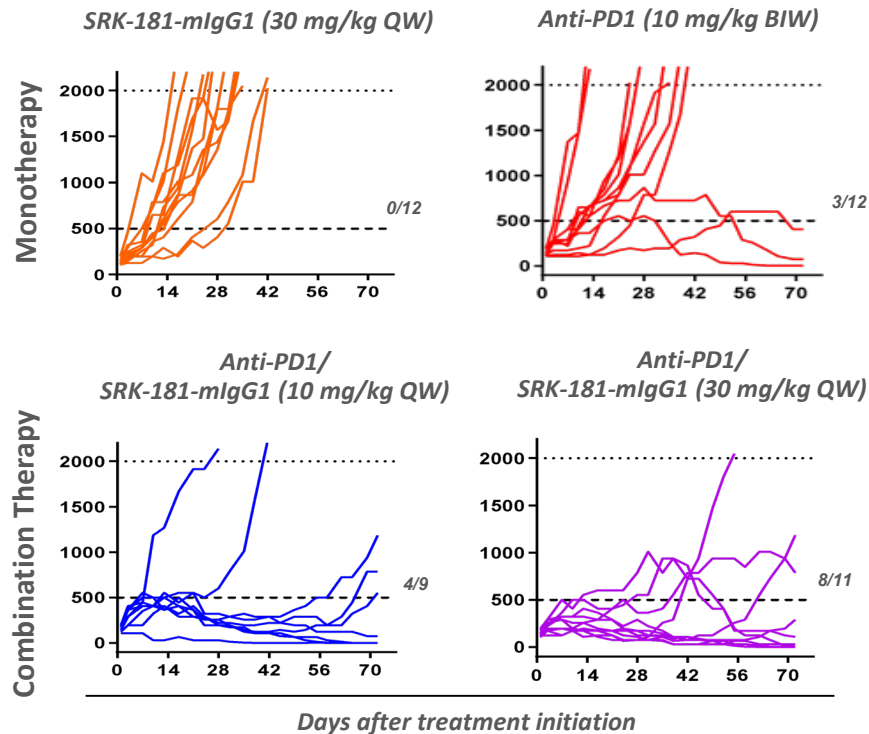 SRK-181-mIgG1 (30 mg/kg QW)
Anti-PD1 (10 mg/kg BIW)
Monotherapy
2000
1500
1000
500
0
0/12
0 14 28 42 56 70
2000
1500
1000
500
0
3/12
0 14 28 42 56 70
Anti-PD1/
SRK-181-mIgG1 (10 mg/kg QW)
Anti-PD1/
SRK-181-mIgG1 (30 mg/kg QW)
Combination Therapy
2000
1500
1000
500
0
4/9
0 14 28 42 56 70
2000
1500
1000
500
0
8/11
0 14 28 42 56 70
Days after treatment initiation